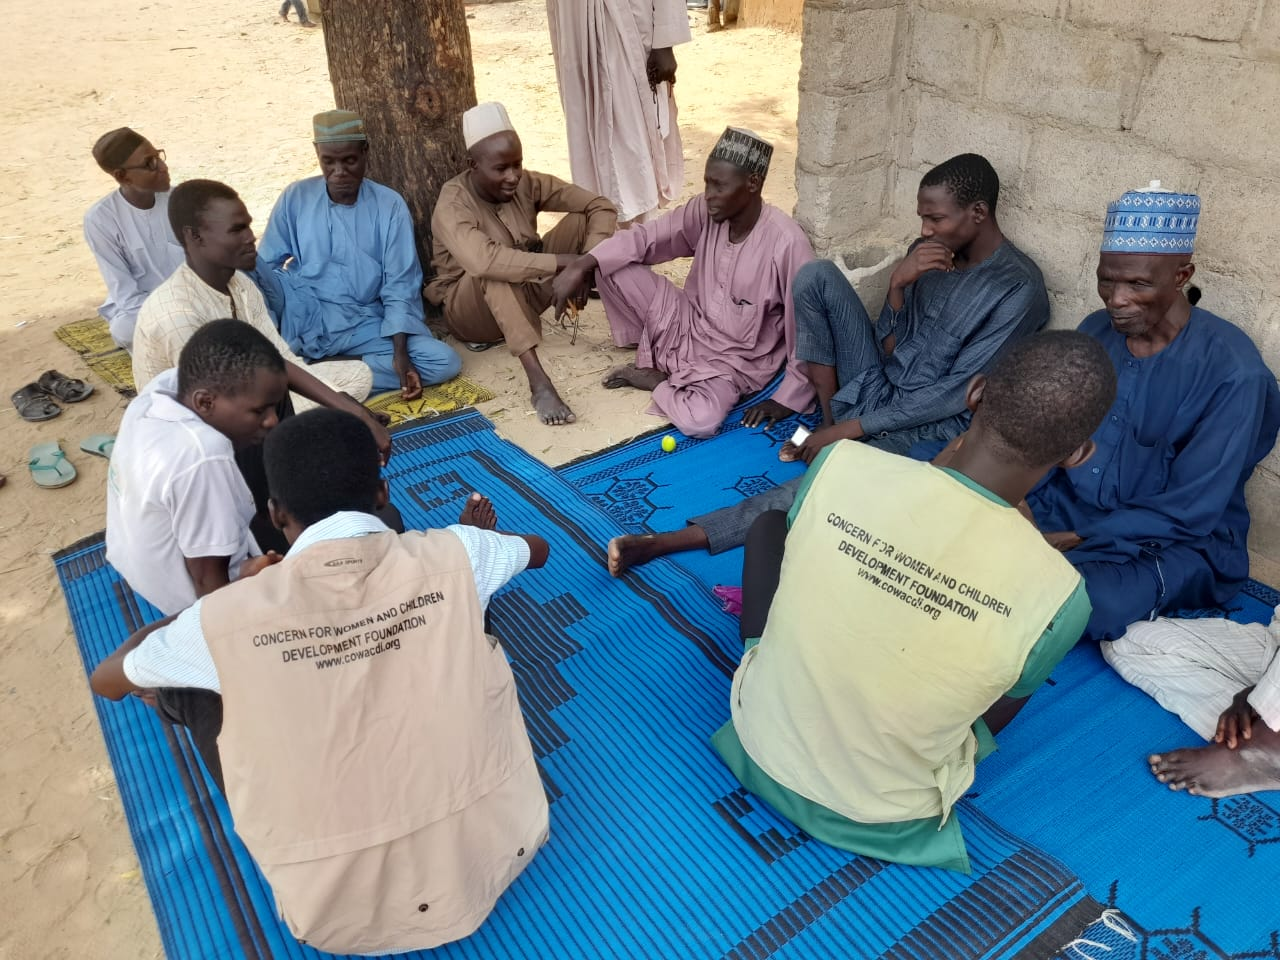 CONCERN FOR WOMEN AND CHILDREN
DEVELOPMENT FOUNDATION
www.cowacdi.org
CONCERN FOR WOMEN AND CHILDREN
DEVELOPMENT FOUNDATION
www.cowacdi.org